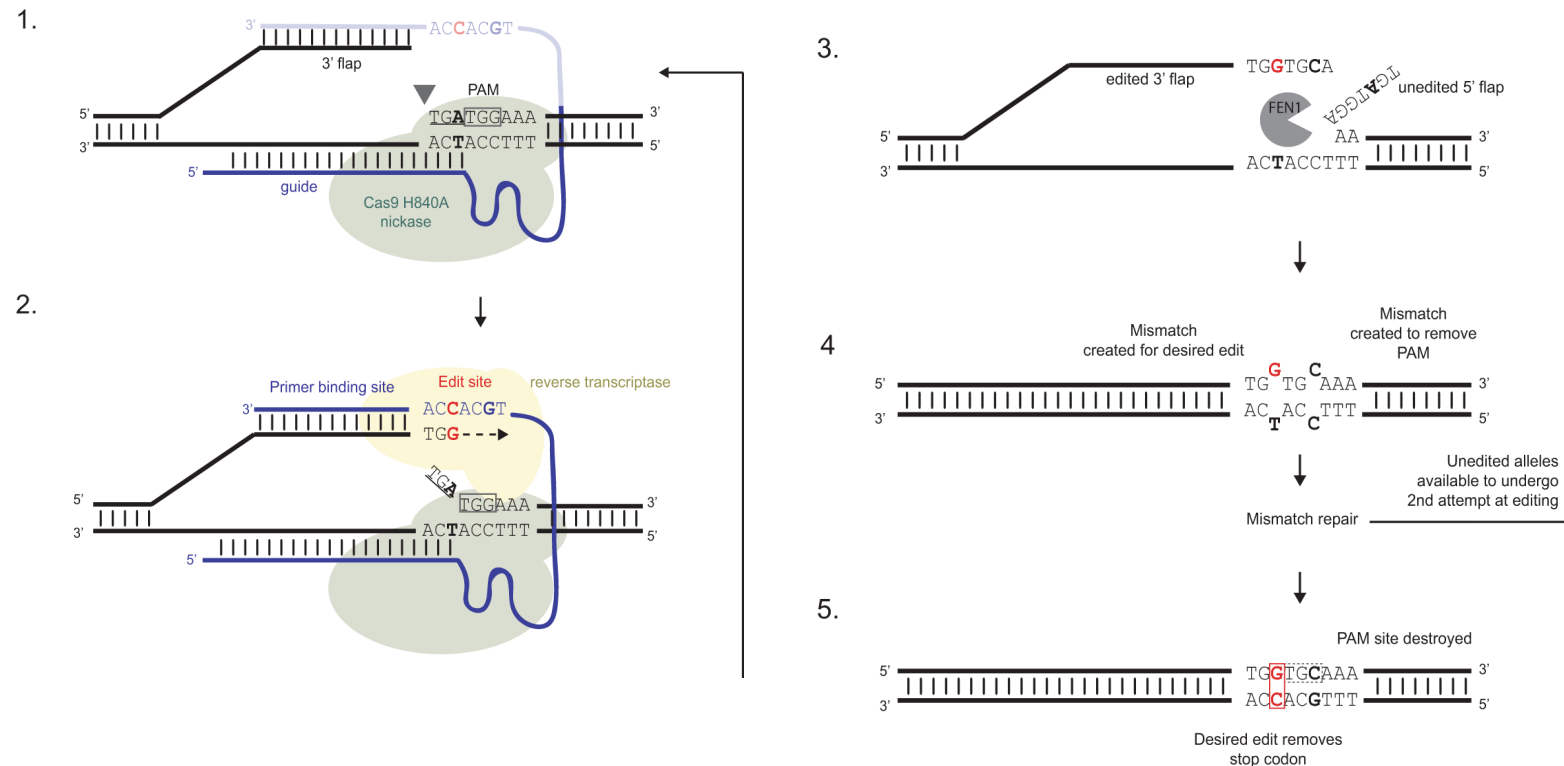 1.
3’
ACCACGT
3’ flap
PAM
5’
TGATGGAAA
3’
3’
ACTACCTTT
5’
5’
guide
Cas9 H840A
nickase
2.
Primer binding site
Edit site
reverse transcriptase
3’
ACCACGT
TGG
TGA
5’
TGGAAA
3’
3’
ACTACCTTT
5’
5’
3.
edited 3’ flap
TGGTGCA
TGATGGA
unedited 5’ flap
FEN1
5’
AA
3’
3’
ACTACCTTT
5’
4
Mismatch
created for desired edit
Mismatch
created to remove
PAM
G C
5’
TG TG AAA
3’
3’
AC AC TTT
5’
T C
Unedited alleles
available to undergo
2nd attempt at editing
Mismatch repair
5.
PAM site destroyed
5’
TGGTGCAAA
3’
3’
ACCACGTTT
5’
Desired edit removes
stop codon